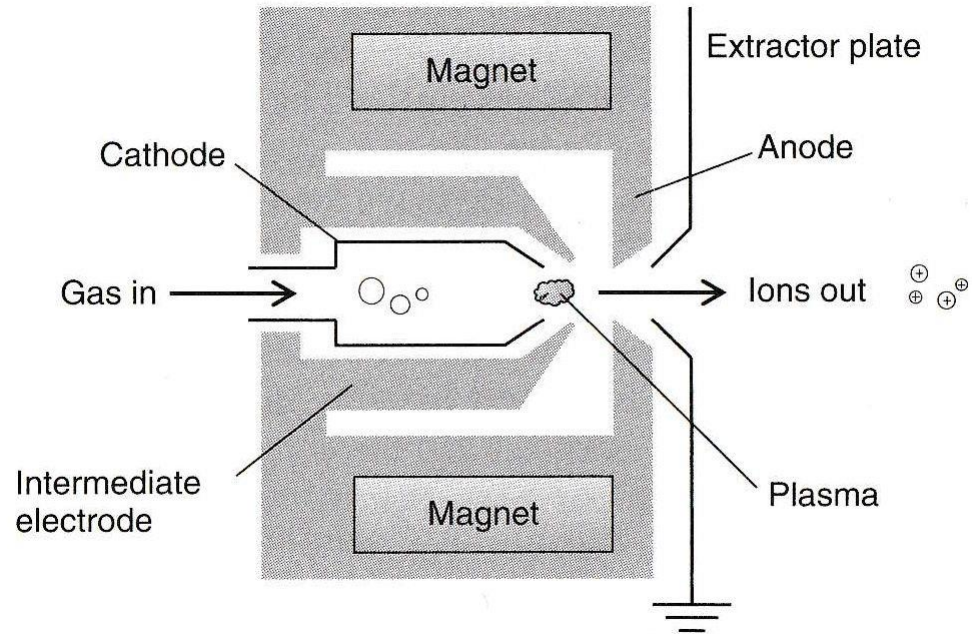 Magnet
Extractor plate
Cathode
Anode
Gas in
Ions out
+
+
+
+
Intermediate
electrode
Magnet
Plasma